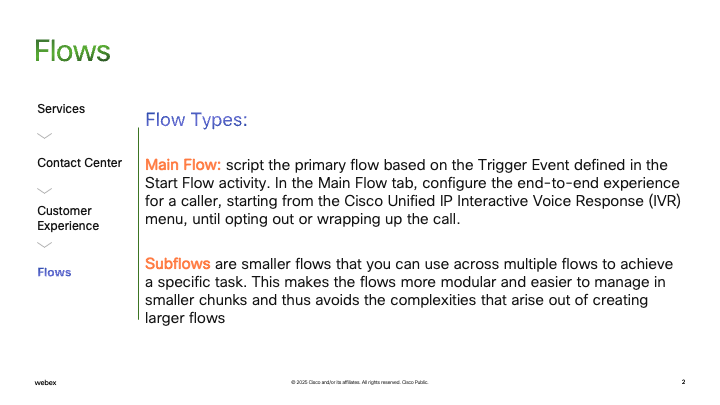 Flows
Services
Contact Center
Customer
Experience
Flows
Flow Types:
Main Flow: script the primary flow based on the Trigger Event defined in the
Start Flow activity. In the Main Flow tab, configure the end-to-end experience
for a caller, starting from the Cisco Unified IP Interactive Voice Response (IVR)
menu, until opting out or wrapping up the call.
Subflows are smaller flows that you can use across multiple flows to achieve
a specific task. This makes the flows more modular and easier to manage in
smaller chunks and thus avoids the complexities that arise out of creating
larger flows
webex
© 2025 Cisco and/or its affiliates. All rights reserved. Cisco Public.
2